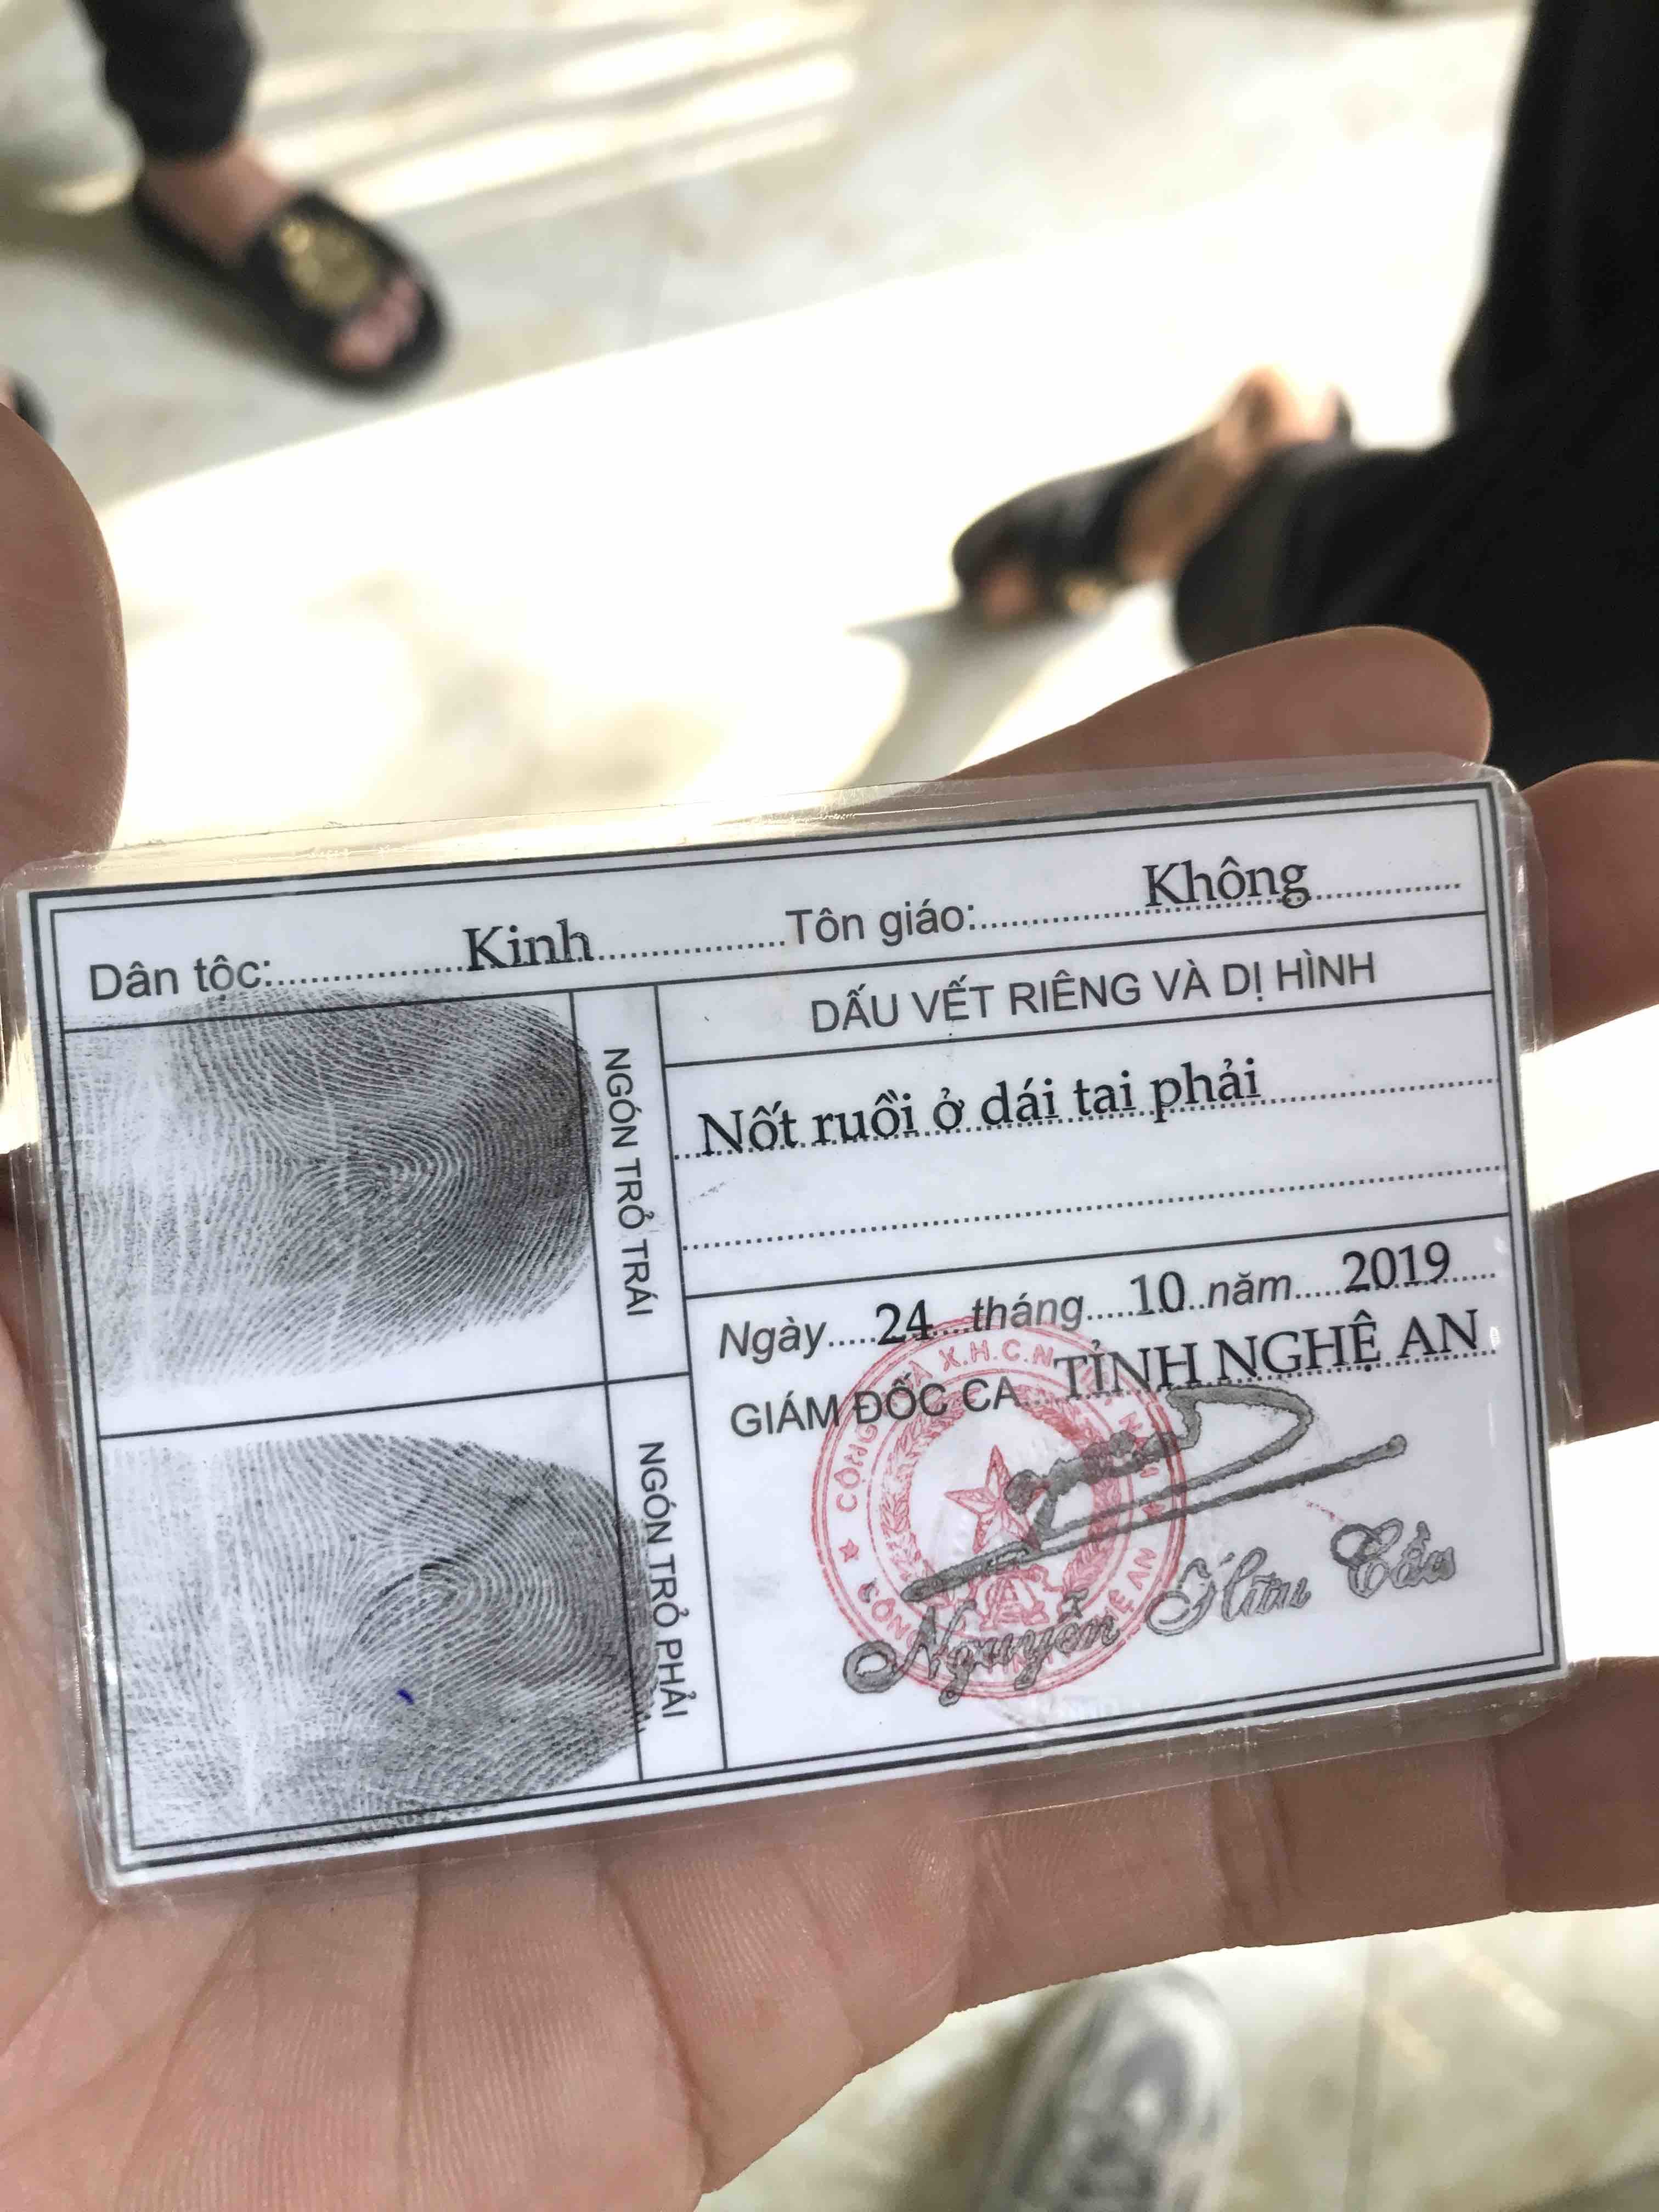 Dân tộc: Kinh Tôn giáo: Không
NGÓN TRỎ TRÁI
NGÓN TRỎ PHẢI
DẤU VẾT RIÊNG VÀ DỊ HÌNH
Nốt ruồi ở dái tai phải
Ngày 24 tháng 10 năm 2019
GIÁM ĐỐC CA TỈNH NGHỆ AN
Nguyễn Hữu Cầu